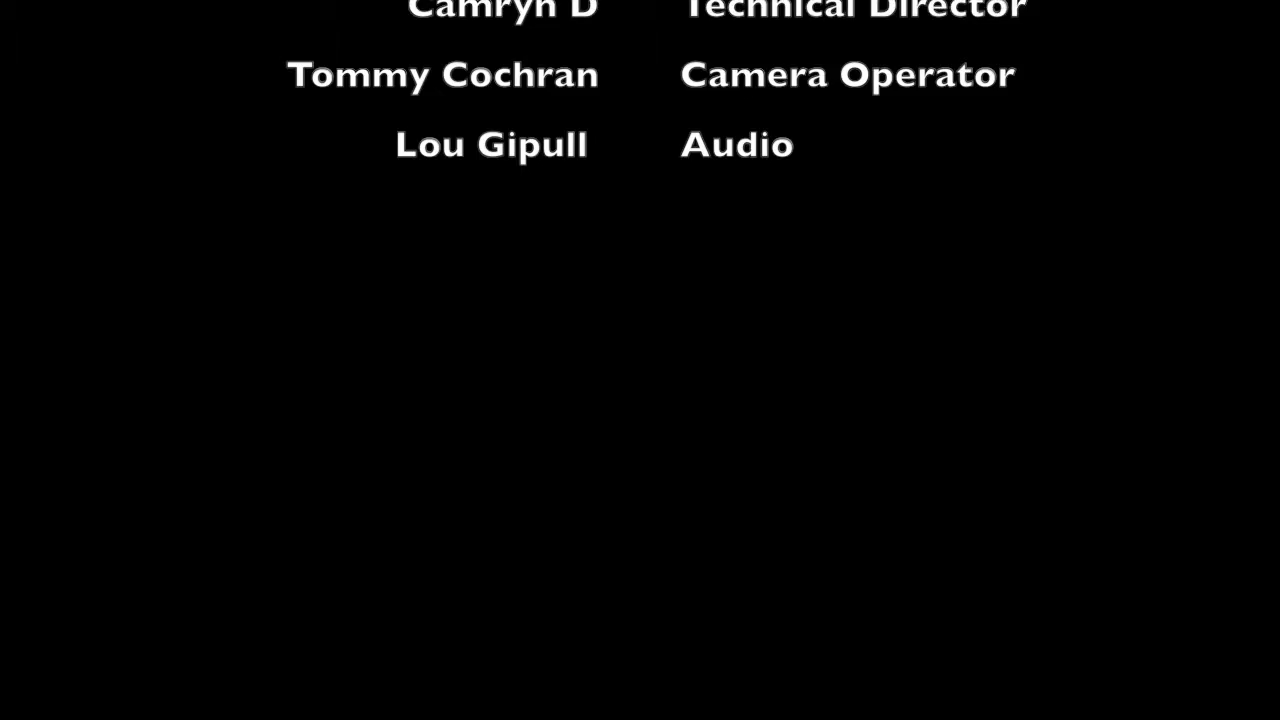 Camryn D Technical Director
Tommy Cochran Camera Operator
Lou Gipull Audio